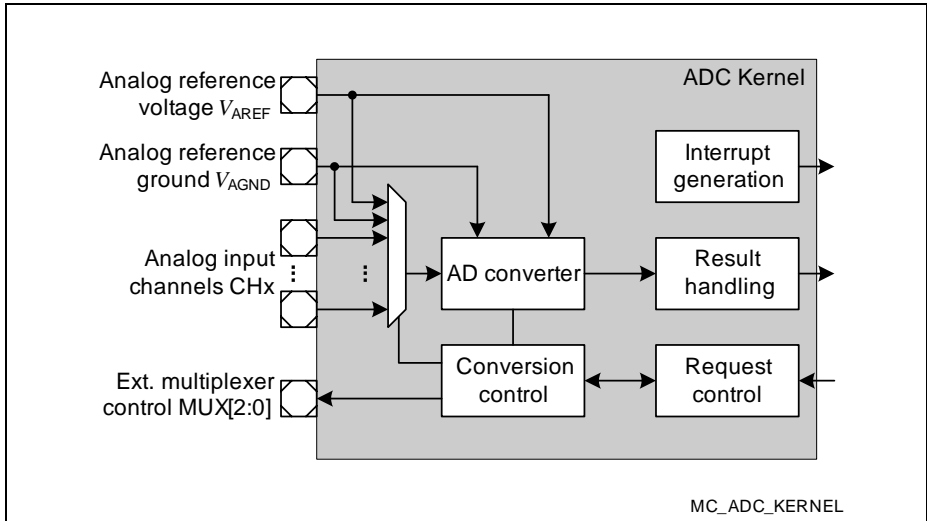 ADC Kernel
Analog reference
voltage VAREF
Analog reference
ground VAGND
Analog input
channels CHx
Ext. multiplexer
control MUX[2:0]
AD converter
Conversion
control
Interrupt
generation
Result
handling
Request
control
MC_ADC_KERNEL